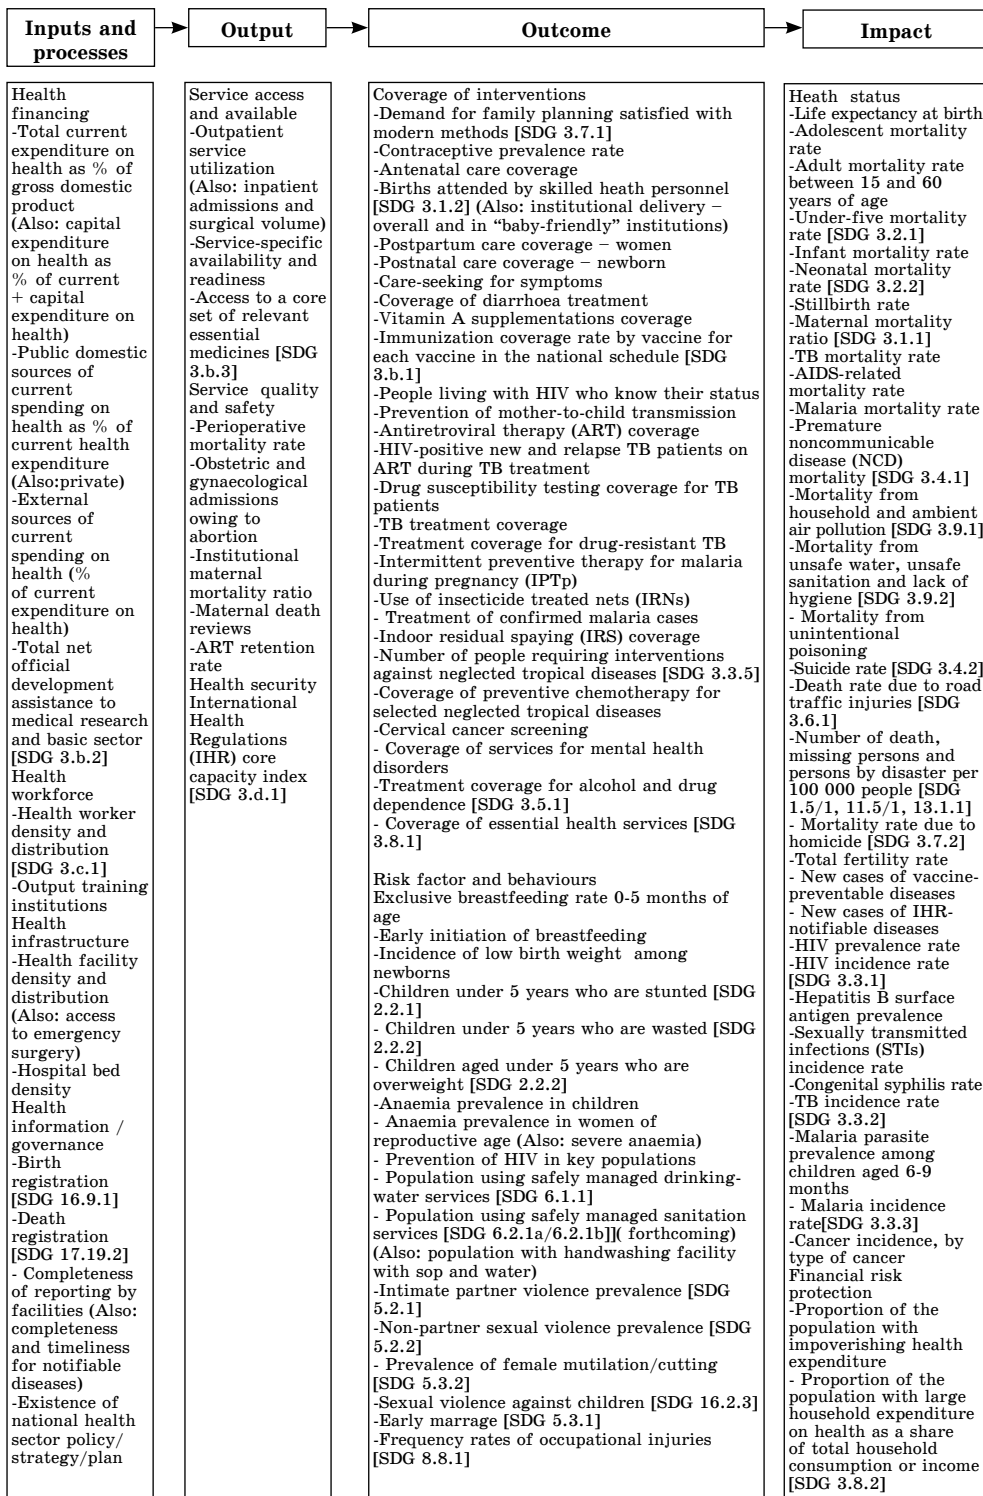 Inputs and
processes
Output
Outcome
Impact
Health
financing
-Total current
expenditure on
health as % of
gross domestic
product
(Also: capital
expenditure
on health as
% of current
+ capital
expenditure on
health)
-Public domestic
sources of
current
spending on
health as % of
current health
expenditure
(Also:private)
-External
sources of
current
spending on
health (%
of current
expenditure on
health)
-Total net
official
development
assistance to
medical research
and basic sector
[SDG 3.b.2]
Health
workforce
-Health worker
density and
distribution
[SDG 3.c.1]
-Output training
institutions
Health
infrastructure
-Health facility
density and
distribution
(Also: access
to emergency
surgery)
-Hospital bed
density
Health
information /
governance
-Birth
registration
[SDG 16.9.1]
-Death
registration
[SDG 17.19.2]
- Completeness
of reporting by
facilities (Also:
completeness
and timeliness
for notifiable
diseases)
-Existence of
national health
sector policy/
strategy/plan
Service access
and available
-Outpatient
service
utilization
(Also: inpatient
admissions and
surgical volume)
-Service-specific
availability and
readiness
-Access to a core
set of relevant
essential
medicines [SDG
3.b.3]
Service quality
and safety
-Perioperative
mortality rate
-Obstetric and
gynaecological
admissions
owing to
abortion
-Institutional
maternal
mortality ratio
-Maternal death
reviews
-ART retention
rate
Health security
International
Health
Regulations
(IHR) core
capacity index
[SDG 3.d.1]
Coverage of interventions
-Demand for family planning satisfied with
modern methods [SDG 3.7.1]
-Contraceptive prevalence rate
-Antenatal care coverage
-Births attended by skilled heath personnel
[SDG 3.1.2] (Also: institutional delivery –
overall and in “baby-friendly” institutions)
-Postpartum care coverage – women
-Postnatal care coverage – newborn
-Care-seeking for symptoms
-Coverage of diarrhoea treatment
-Vitamin A supplementations coverage
-Immunization coverage rate by vaccine for
each vaccine in the national schedule [SDG
3.b.1]
-People living with HIV who know their status
-Prevention of mother-to-child transmission
-Antiretroviral therapy (ART) coverage
-HIV-positive new and relapse TB patients on
ART during TB treatment
-Drug susceptibility testing coverage for TB
patients
-TB treatment coverage
-Treatment coverage for drug-resistant TB
-Intermittent preventive therapy for malaria
during pregnancy (IPTp)
-Use of insecticide treated nets (IRNs)
- Treatment of confirmed malaria cases
-Indoor residual spaying (IRS) coverage
-Number of people requiring interventions
against neglected tropical diseases [SDG 3.3.5]
-Coverage of preventive chemotherapy for
selected neglected tropical diseases
-Cervical cancer screening
- Coverage of services for mental health
disorders
-Treatment coverage for alcohol and drug
dependence [SDG 3.5.1]
- Coverage of essential health services [SDG
3.8.1]
Risk factor and behaviours
Exclusive breastfeeding rate 0-5 months of
age
-Early initiation of breastfeeding
-Incidence of low birth weight among
newborns
-Children under 5 years who are stunted [SDG
2.2.1]
- Children under 5 years who are wasted [SDG
2.2.2]
- Children aged under 5 years who are
overweight [SDG 2.2.2]
-Anaemia prevalence in children
- Anaemia prevalence in women of
reproductive age (Also: severe anaemia)
- Prevention of HIV in key populations
- Population using safely managed drinking-
water services [SDG 6.1.1]
- Population using safely managed sanitation
services [SDG 6.2.1a/6.2.1b]]( forthcoming)
(Also: population with handwashing facility
with sop and water)
-Intimate partner violence prevalence [SDG
5.2.1]
-Non-partner sexual violence prevalence [SDG
5.2.2]
- Prevalence of female mutilation/cutting
[SDG 5.3.2]
-Sexual violence against children [SDG 16.2.3]
-Early marrage [SDG 5.3.1]
-Frequency rates of occupational injuries
[SDG 8.8.1]
Heath status
-Life expectancy at birth
-Adolescent mortality
rate
-Adult mortality rate
between 15 and 60
years of age
-Under-five mortality
rate [SDG 3.2.1]
-Infant mortality rate
-Neonatal mortality
rate [SDG 3.2.2]
-Stillbirth rate
-Maternal mortality
ratio [SDG 3.1.1]
-TB mortality rate
-AIDS-related
mortality rate
-Malaria mortality rate
-Premature
noncommunicable
disease (NCD)
mortality [SDG 3.4.1]
-Mortality from
household and ambient
air pollution [SDG 3.9.1]
-Mortality from
unsafe water, unsafe
sanitation and lack of
hygiene [SDG 3.9.2]
- Mortality from
unintentional
poisoning
-Suicide rate [SDG 3.4.2]
-Death rate due to road
traffic injuries [SDG
3.6.1]
-Number of death,
missing persons and
persons by disaster per
100 000 people [SDG
1.5/1, 11.5/1, 13.1.1]
- Mortality rate due to
homicide [SDG 3.7.2]
-Total fertility rate
- New cases of vaccine-
preventable diseases
- New cases of IHR-
notifiable diseases
-HIV prevalence rate
-HIV incidence rate
[SDG 3.3.1]
-Hepatitis B surface
antigen prevalence
-Sexually transmitted
infections (STIs)
incidence rate
-Congenital syphilis rate
-TB incidence rate
[SDG 3.3.2]
-Malaria parasite
prevalence among
children aged 6-9
months
- Malaria incidence
rate[SDG 3.3.3]
-Cancer incidence, by
type of cancer
Financial risk
protection
-Proportion of the
population with
impoverishing health
expenditure
- Proportion of the
population with large
household expenditure
on health as a share
of total household
consumption or income
[SDG 3.8.2]